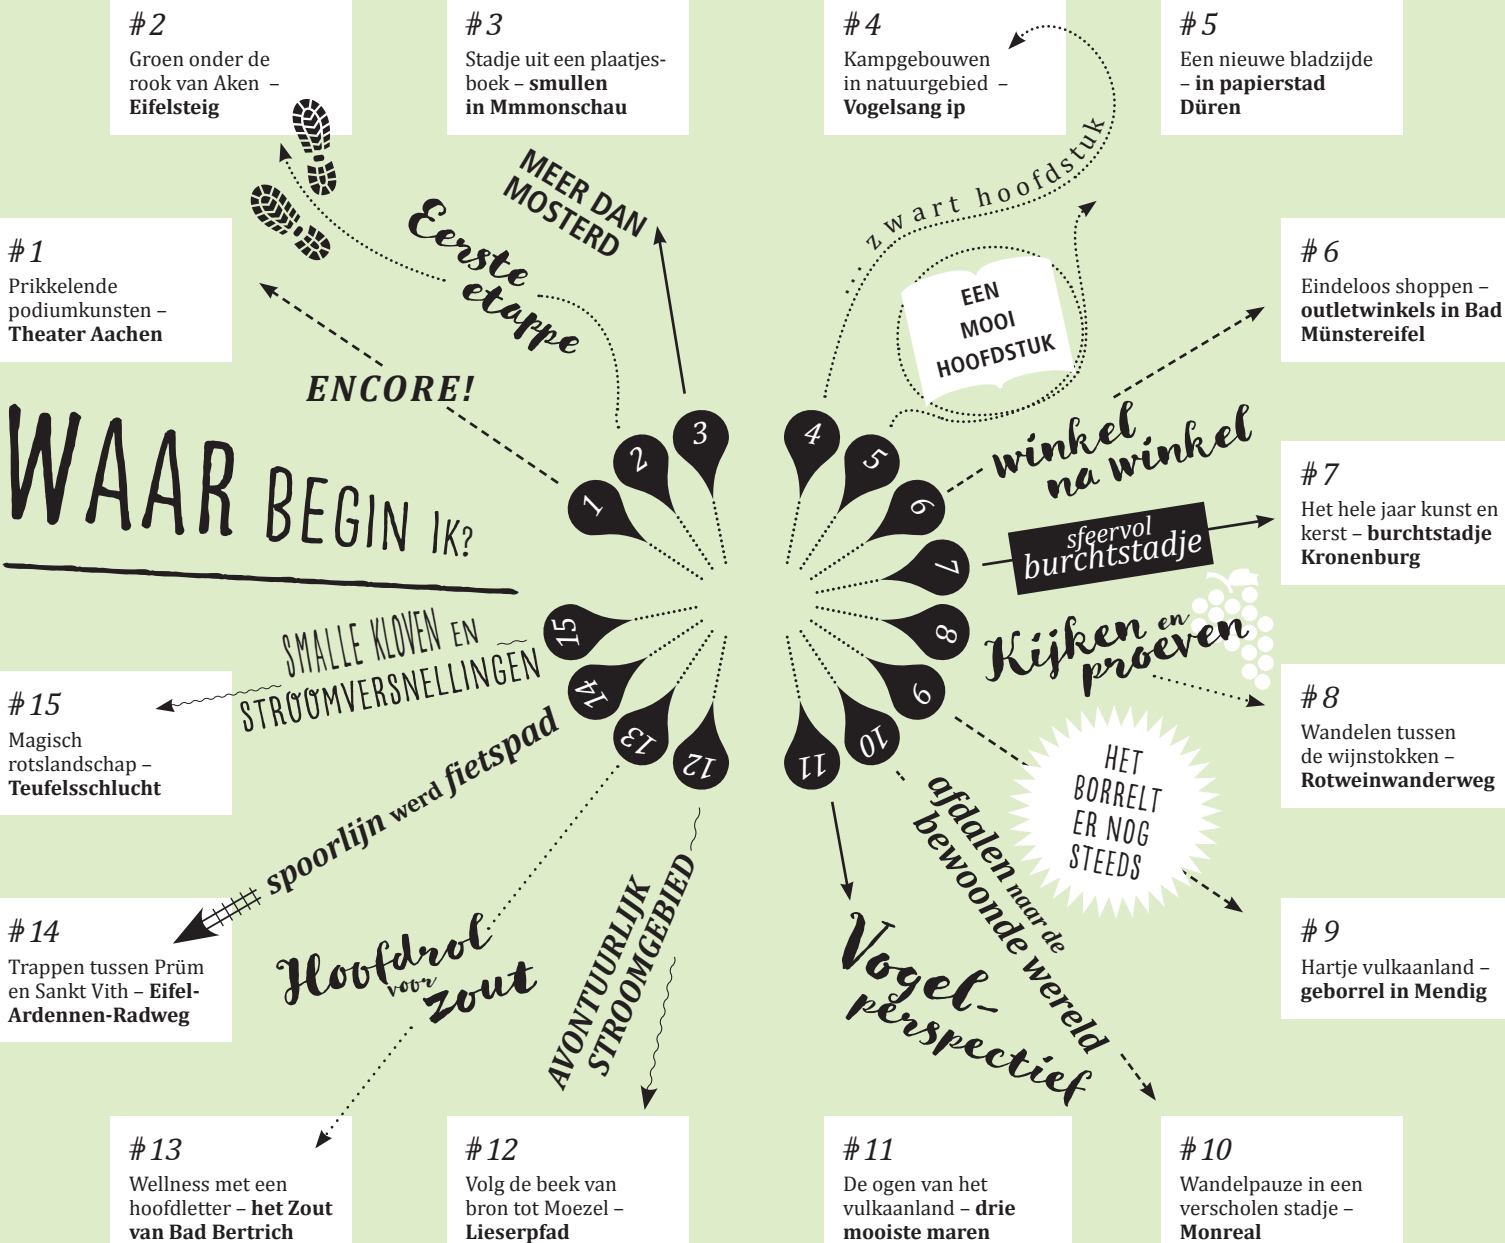 #2
Groen onder de
rook van Aken –
Eifelsteig
#3
Stadje uit een plaatjes-
boek – smullen
in Mmmonschau
#4
Kampgebouwen
in natuurgebied –
Vogelsang ip
#5
Een nieuwe bladzijde
– in papierstad
Düren
#1
Prikkelende
podiumkunsten –
Theater Aachen
Eerste
etappe
MEER DAN
MOSTERD
... zwart hoofdstuk
EEN
MOOI
HOOFDSTUK
#6
Eindeloos shoppen –
outletwinkels in Bad
Münstereifel
ENCORE!
WAAR BEGIN IK?
winkel
na winkel
#7
Het hele jaar kunst en
kerst – burchtstadje
Kronenburg
sfeervol
burchtstadje
1
2
3
4
5
6
7
8
9
10
11
12
13
14
15
SMALLE KLOVEN EN
STROOMVERSNELLINGEN
Kijken en
proeven
#15
Magisch
rotslandschap –
Teufelsschlucht
#8
Wandelen tussen
de wijnstokken –
Rotweinwanderweg
spoorlijn werd fietspad
HET
BORRELT
ER NOG
STEEDS
afdalen naar de
bewoonde wereld
#14
Trappen tussen Prüm
en Sankt Vith – Eifel-
Ardennen-Radweg
Hoofdrol
voor
zout
AVONTUURLIJK
STROOMGEBIED
Vogel-
perspectief
#9
Hartje vulkaanland –
geborrel in Mendig
#13
Wellness met een
hoofdletter – het Zout
van Bad Bertrich
#12
Volg de beek van
bron tot Moezel –
Lieserpfad
#11
De ogen van het
vulkaanland – drie
mooiste maren
#10
Wandelpauze in een
verscholen stadje –
Monreal